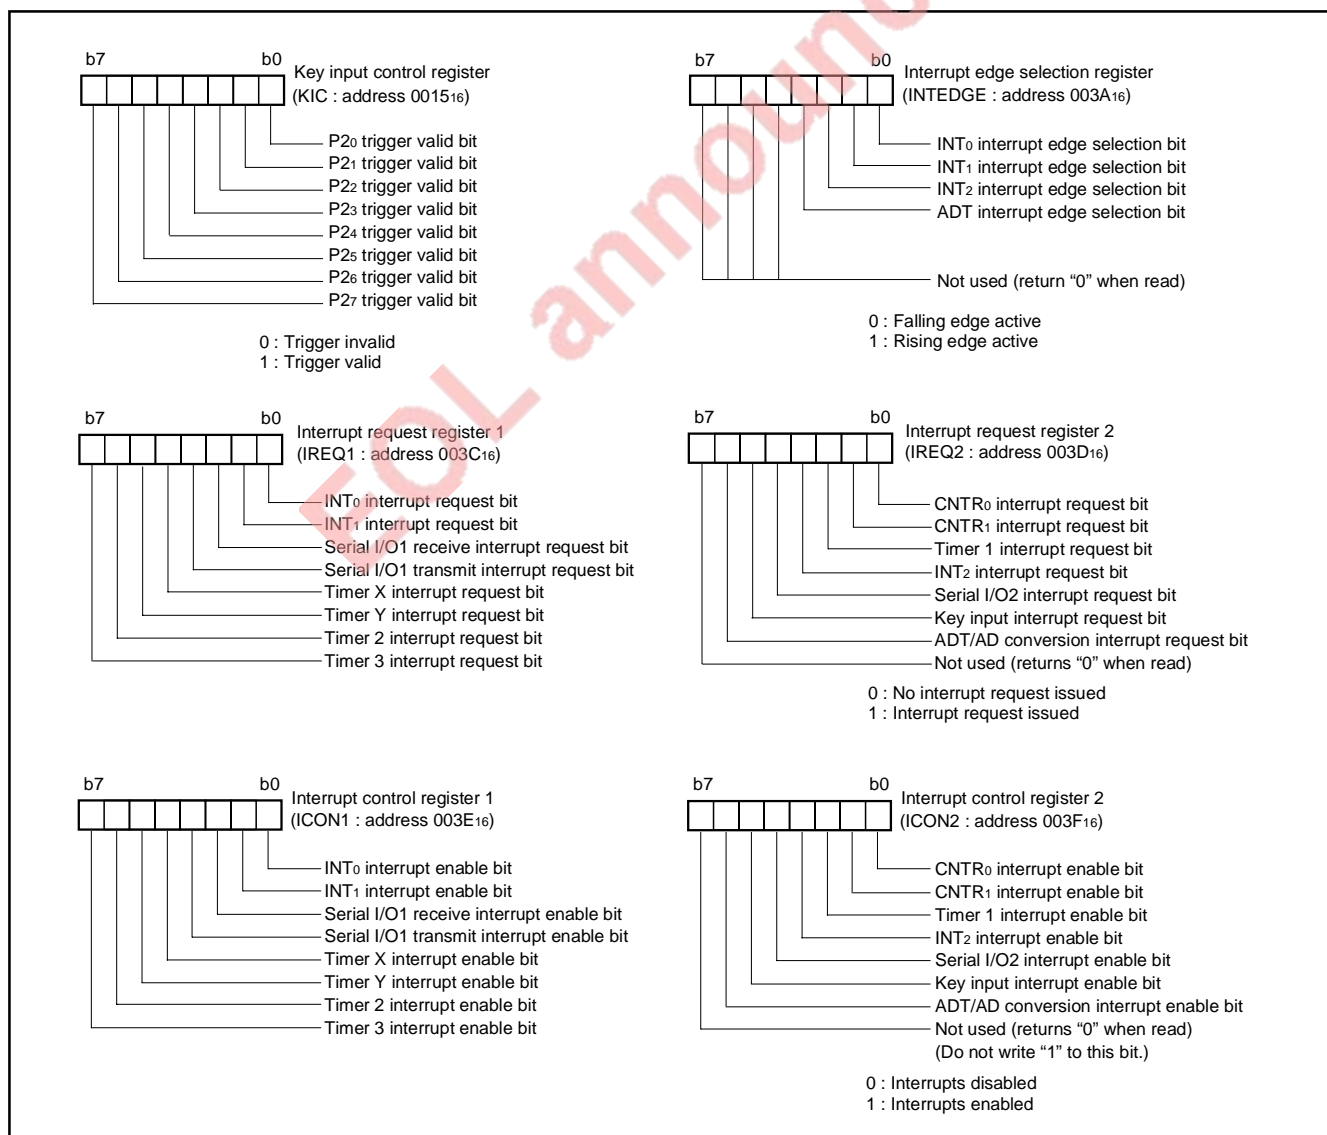 b7 b0
Key input control register
(KIC : address 0015₁₆)
P2₀ trigger valid bit
P2₁ trigger valid bit
P2₂ trigger valid bit
P2₃ trigger valid bit
P2₄ trigger valid bit
P2₅ trigger valid bit
P2₆ trigger valid bit
P2₇ trigger valid bit
0 : Trigger invalid
1 : Trigger valid
b7 b0
Interrupt edge selection register
(INTEDGE : address 003A₁₆)
INT₀ interrupt edge selection bit
INT₁ interrupt edge selection bit
INT₂ interrupt edge selection bit
ADT interrupt edge selection bit
Not used (return “0” when read)
0 : Falling edge active
1 : Rising edge active
b7 b0
Interrupt request register 1
(IREQ1 : address 003C₁₆)
INT₀ interrupt request bit
INT₁ interrupt request bit
Serial I/O1 receive interrupt request bit
Serial I/O1 transmit interrupt request bit
Timer X interrupt request bit
Timer Y interrupt request bit
Timer 2 interrupt request bit
Timer 3 interrupt request bit
b7 b0
Interrupt request register 2
(IREQ2 : address 003D₁₆)
CNTR₀ interrupt request bit
CNTR₁ interrupt request bit
Timer 1 interrupt request bit
INT₂ interrupt request bit
Serial I/O2 interrupt request bit
Key input interrupt request bit
ADT/AD conversion interrupt request bit
Not used (returns “0” when read)
0 : No interrupt request issued
1 : Interrupt request issued
b7 b0
Interrupt control register 1
(ICON1 : address 003E₁₆)
INT₀ interrupt enable bit
INT₁ interrupt enable bit
Serial I/O1 receive interrupt enable bit
Serial I/O1 transmit interrupt enable bit
Timer X interrupt enable bit
Timer Y interrupt enable bit
Timer 2 interrupt enable bit
Timer 3 interrupt enable bit
b7 b0
Interrupt control register 2
(ICON2 : address 003F₁₆)
CNTR₀ interrupt enable bit
CNTR₁ interrupt enable bit
Timer 1 interrupt enable bit
INT₂ interrupt enable bit
Serial I/O2 interrupt enable bit
Key input interrupt enable bit
ADT/AD conversion interrupt enable bit
Not used (returns “0” when read)
(Do not write “1” to this bit.)
0 : Interrupts disabled
1 : Interrupts enabled
EOL announc